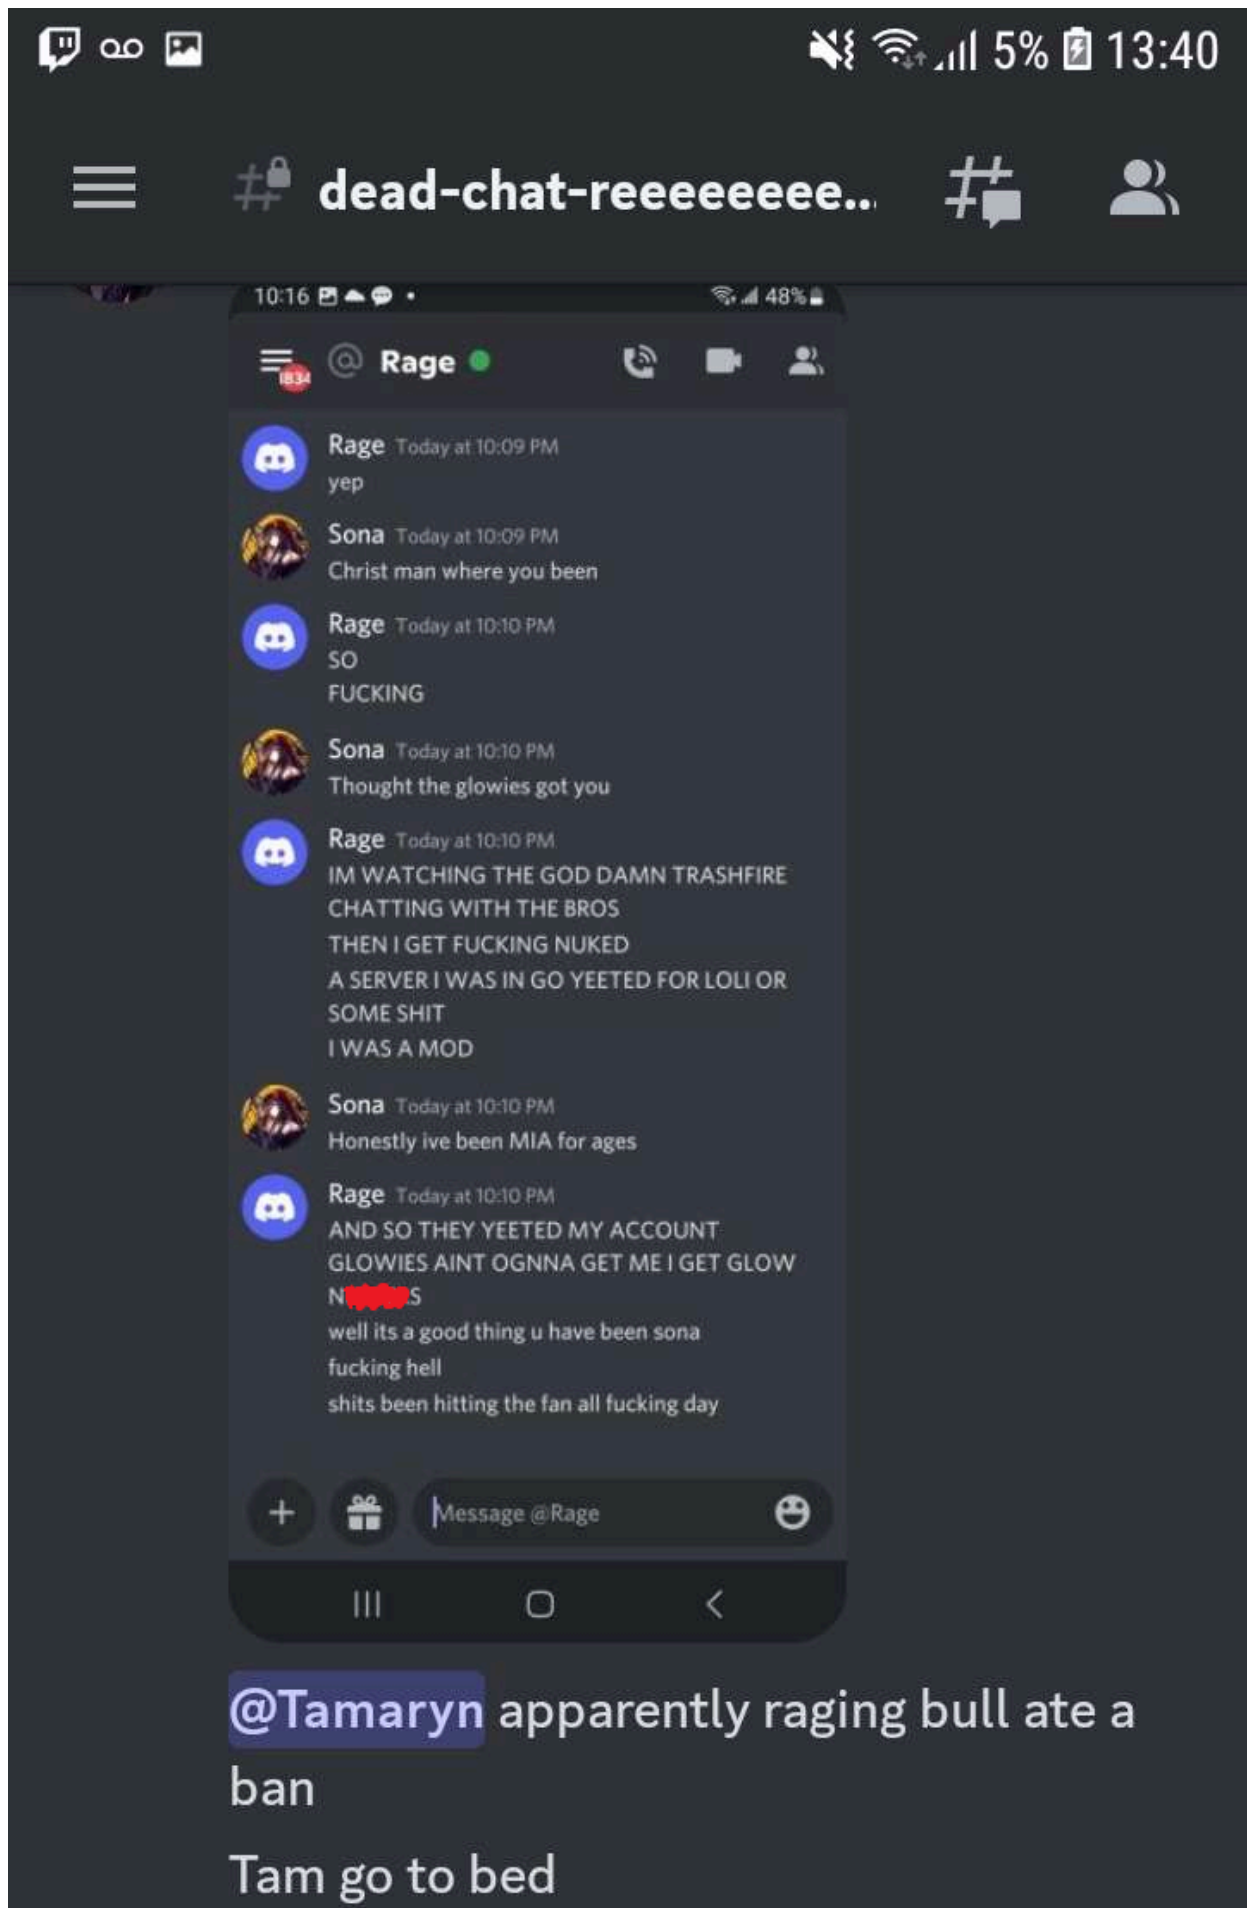 5% 13:40
dead-chat-reeeeeeee...
10:16 48%
1834 @ Rage
Rage Today at 10:09 PM
yep
Sona Today at 10:09 PM
Christ man where you been
Rage Today at 10:10 PM
SO
FUCKING
Sona Today at 10:10 PM
Thought the glowies got you
Rage Today at 10:10 PM
IM WATCHING THE GOD DAMN TRASHFIRE
CHATTING WITH THE BROS
THEN I GET FUCKING NUKED
A SERVER I WAS IN GO YEETED FOR LOLI OR
SOME SHIT
I WAS A MOD
Sona Today at 10:10 PM
Honestly ive been MIA for ages
Rage Today at 10:10 PM
AND SO THEY YEETED MY ACCOUNT
GLOWIES AINT OGNNA GET ME I GET GLOW
N S
well its a good thing u have been sona
fucking hell
shits been hitting the fan all fucking day
Message @Rage
@Tamaryn apparently raging bull ate a
ban
Tam go to bed